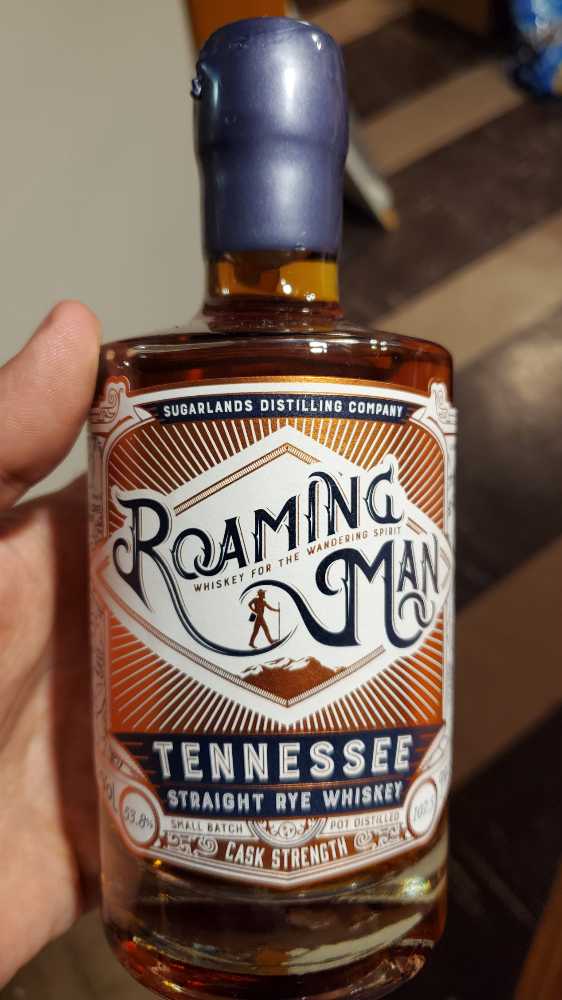 SUGARLANDS DISTILLING COMPANY
ROAMING
WHISKEY FOR THE WANDERING SPIRIT
MAN
TENNESSEE
STRAIGHT RYE WHISKEY
53.8%
SMALL BATCH
POT DISTILLED
CASK STRENGTH